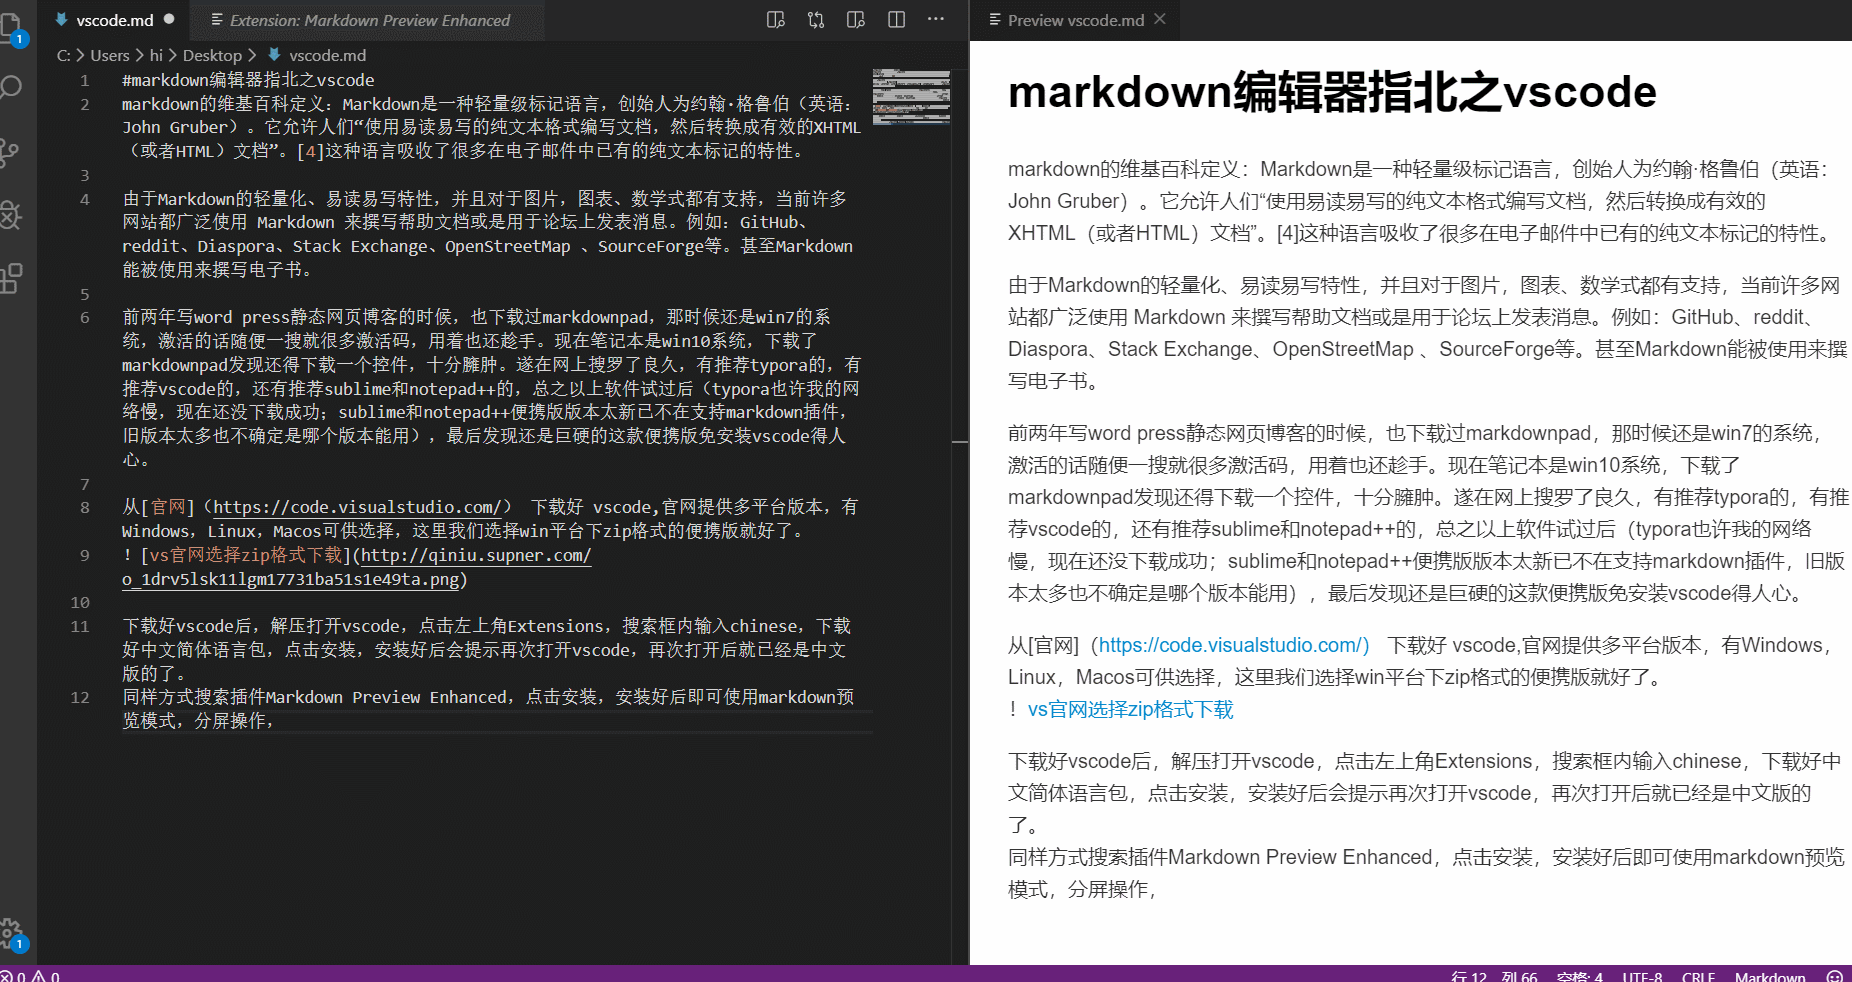 vscode.md
Extension: Markdown Preview Enhanced
Preview vscode.md
1
C: > Users > hi > Desktop > vscode.md
1 #markdown编辑器指北之vscode
2 markdown的维基百科定义：Markdown是一种轻量级标记语言，创始人为约翰·格鲁伯（英语：
John Gruber）。它允许人们“使用易读易写的纯文本格式编写文档，然后转换成有效的XHTML
（或者HTML）文档”。[4]这种语言吸收了很多在电子邮件中已有的纯文本标记的特性。
3
4 由于Markdown的轻量化、易读易写特性，并且对于图片，图表、数学式都有支持，当前许多
网站都广泛使用 Markdown 来撰写帮助文档或是用于论坛上发表消息。例如：GitHub、
reddit、Diaspora、Stack Exchange、OpenStreetMap 、SourceForge等。甚至Markdown
能被使用来撰写电子书。
5
6 前两年写word press静态网页博客的时候，也下载过markdownpad，那时候还是win7的系
统，激活的话随便一搜就很多激活码，用着也还趁手。现在笔记本是win10系统，下载了
markdownpad发现还得下载一个控件，十分臃肿。遂在网上搜罗了良久，有推荐typora的，有
推荐vscode的，还有推荐sublime和notepad++的，总之以上软件试过后（typora也许我的网
络慢，现在还没下载成功；sublime和notepad++便携版版本太新已不在支持markdown插件，
旧版本太多也不确定是哪个版本能用），最后发现还是巨硬的这款便携版免安装vscode得人
心。
7
8 从[官网]（https://code.visualstudio.com/） 下载好 vscode,官网提供多平台版本，有
Windows，Linux，Macos可供选择，这里我们选择win平台下zip格式的便携版就好了。
9 ！[vs官网选择zip格式下载](http://qiniu.supner.com/
o_1drv5lsk11lgm17731ba51s1e49ta.png)
10
11 下载好vscode后，解压打开vscode，点击左上角Extensions，搜索框内输入chinese，下载
好中文简体语言包，点击安装，安装好后会提示再次打开vscode，再次打开后就已经是中文
版的了。
12 同样方式搜索插件Markdown Preview Enhanced，点击安装，安装好后即可使用markdown预
览模式，分屏操作，
markdown编辑器指北之vscode
markdown的维基百科定义：Markdown是一种轻量级标记语言，创始人为约翰·格鲁伯（英语：
John Gruber）。它允许人们“使用易读易写的纯文本格式编写文档，然后转换成有效的
XHTML（或者HTML）文档”。[4]这种语言吸收了很多在电子邮件中已有的纯文本标记的特性。
由于Markdown的轻量化、易读易写特性，并且对于图片，图表、数学式都有支持，当前许多网
站都广泛使用 Markdown 来撰写帮助文档或是用于论坛上发表消息。例如：GitHub、reddit、
Diaspora、Stack Exchange、OpenStreetMap 、SourceForge等。甚至Markdown能被使用来撰
写电子书。
前两年写word press静态网页博客的时候，也下载过markdownpad，那时候还是win7的系统，
激活的话随便一搜就很多激活码，用着也还趁手。现在笔记本是win10系统，下载了
markdownpad发现还得下载一个控件，十分臃肿。遂在网上搜罗了良久，有推荐typora的，有推
荐vscode的，还有推荐sublime和notepad++的，总之以上软件试过后（typora也许我的网络
慢，现在还没下载成功；sublime和notepad++便携版版本太新已不在支持markdown插件，旧版
本太多也不确定是哪个版本能用），最后发现还是巨硬的这款便携版免安装vscode得人心。
从[官网]（https://code.visualstudio.com/） 下载好 vscode,官网提供多平台版本，有Windows，
Linux，Macos可供选择，这里我们选择win平台下zip格式的便携版就好了。
！vs官网选择zip格式下载
下载好vscode后，解压打开vscode，点击左上角Extensions，搜索框内输入chinese，下载好中
文简体语言包，点击安装，安装好后会提示再次打开vscode，再次打开后就已经是中文版的
了。
同样方式搜索插件Markdown Preview Enhanced，点击安装，安装好后即可使用markdown预览
模式，分屏操作，
1
0 0
行 12，列 66 空格: 4 UTF-8 CRLF Markdown